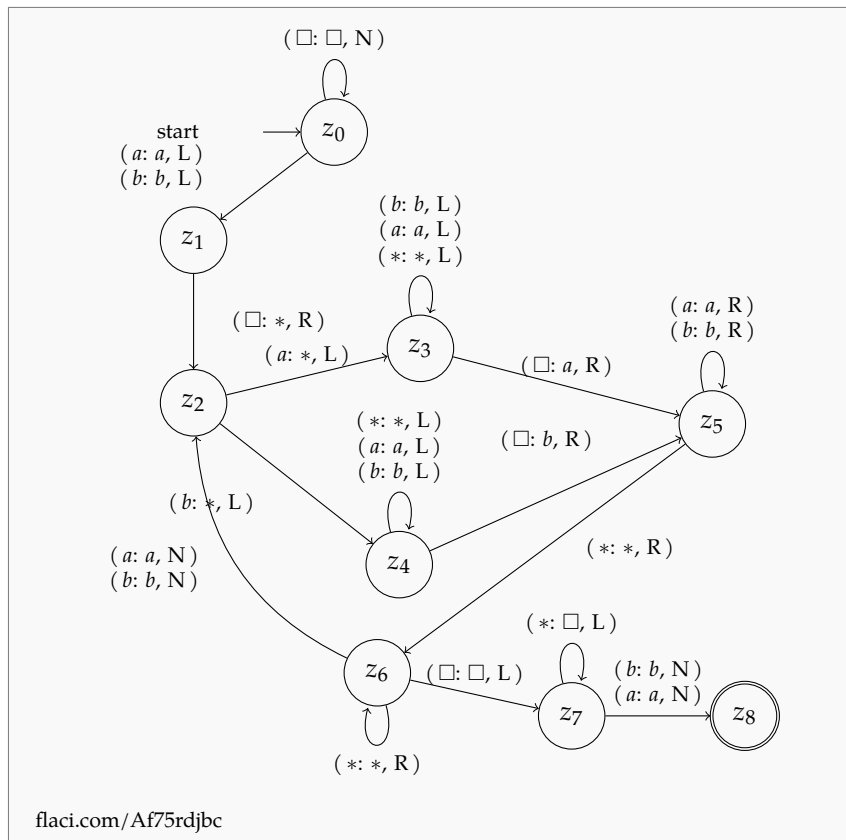 ( □: □, N )
z0
start
( a: a, L )
( b: b, L )
z1
( b: b, L )
( a: a, L )
( *: *, L )
( □: *, R )
( a: *, L )
z3
( a: a, R )
( b: b, R )
( □: a, R )
z2
z5
( *: *, L )
( a: a, L )
( b: b, L )
( □: b, R )
( b: *, L )
z4
( a: a, N )
( b: b, N )
( *: *, R )
( *: □, L )
z6
( □: □, L )
( b: b, N )
( a: a, N )
z7
z8
( *: *, R )
flaci.com/Af75rdjbc